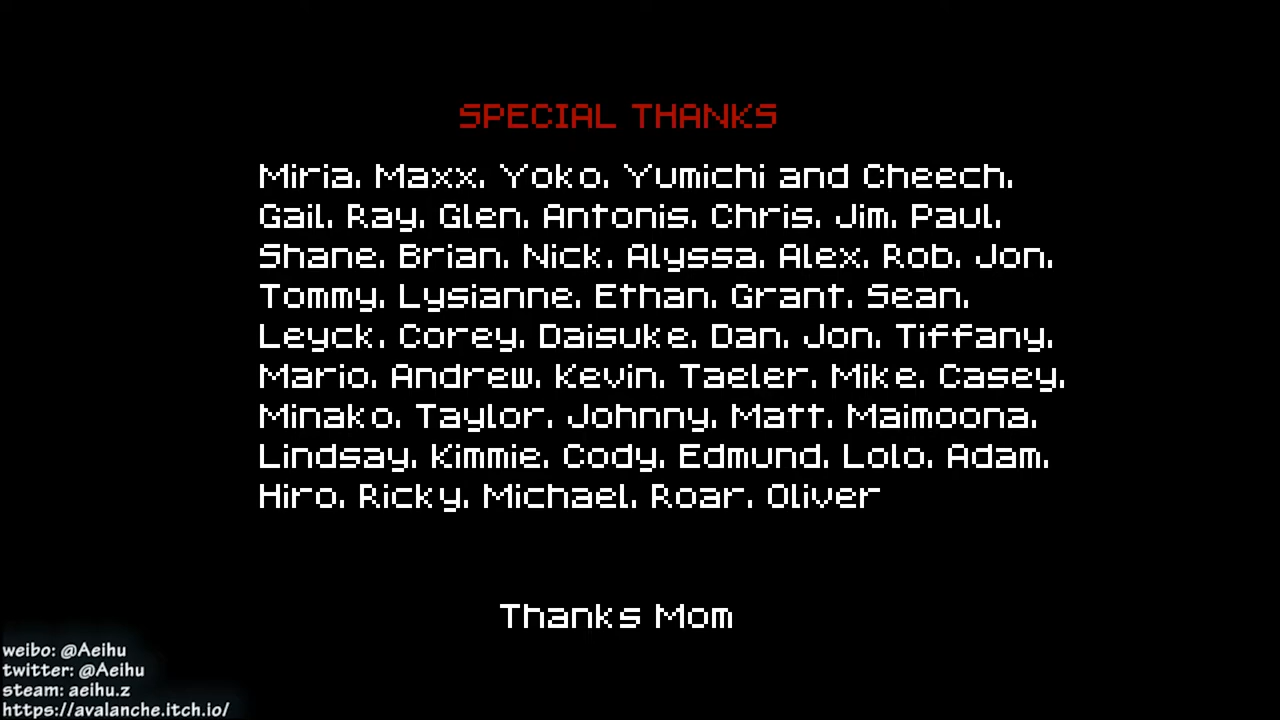 SPECIAL THANKS
Miria, Maxx, Yoko, Yumichi and Cheech,
Gail, Ray, Glen, Antonis, Chris, Jim, Paul,
Shane, Brian, Nick, Alyssa, Alex, Rob, Jon,
Tommy, Lysianne, Ethan, Grant, Sean,
Leyck, Corey, Daisuke, Dan, Jon, Tiffany,
Mario, Andrew, Kevin, Taeler, Mike, Casey,
Minako, Taylor, Johnny, Matt, Maimoona,
Lindsay, Kimmie, Cody, Edmund, Lolo, Adam,
Hiro, Ricky, Michael, Roar, Oliver
Thanks Mom
weibo: @Aeihu
twitter: @Aeihu
steam: aeihu.z
https://avalanche.itch.io/